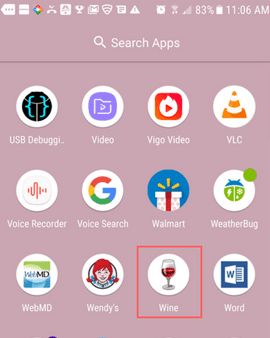 83% 11:06 AM
Search Apps
USB Debuggi..
Video
Vigo Video
VLC
Voice Recorder
Voice Search
Walmart
WeatherBug
WebMD
WebMD
Wendy's
Wine
Word